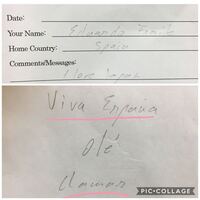 Date:
Your Name: Eduardo
Home Country: Spain
Comments/Messages:
Viva España
Olé
PIC•COLLAGE